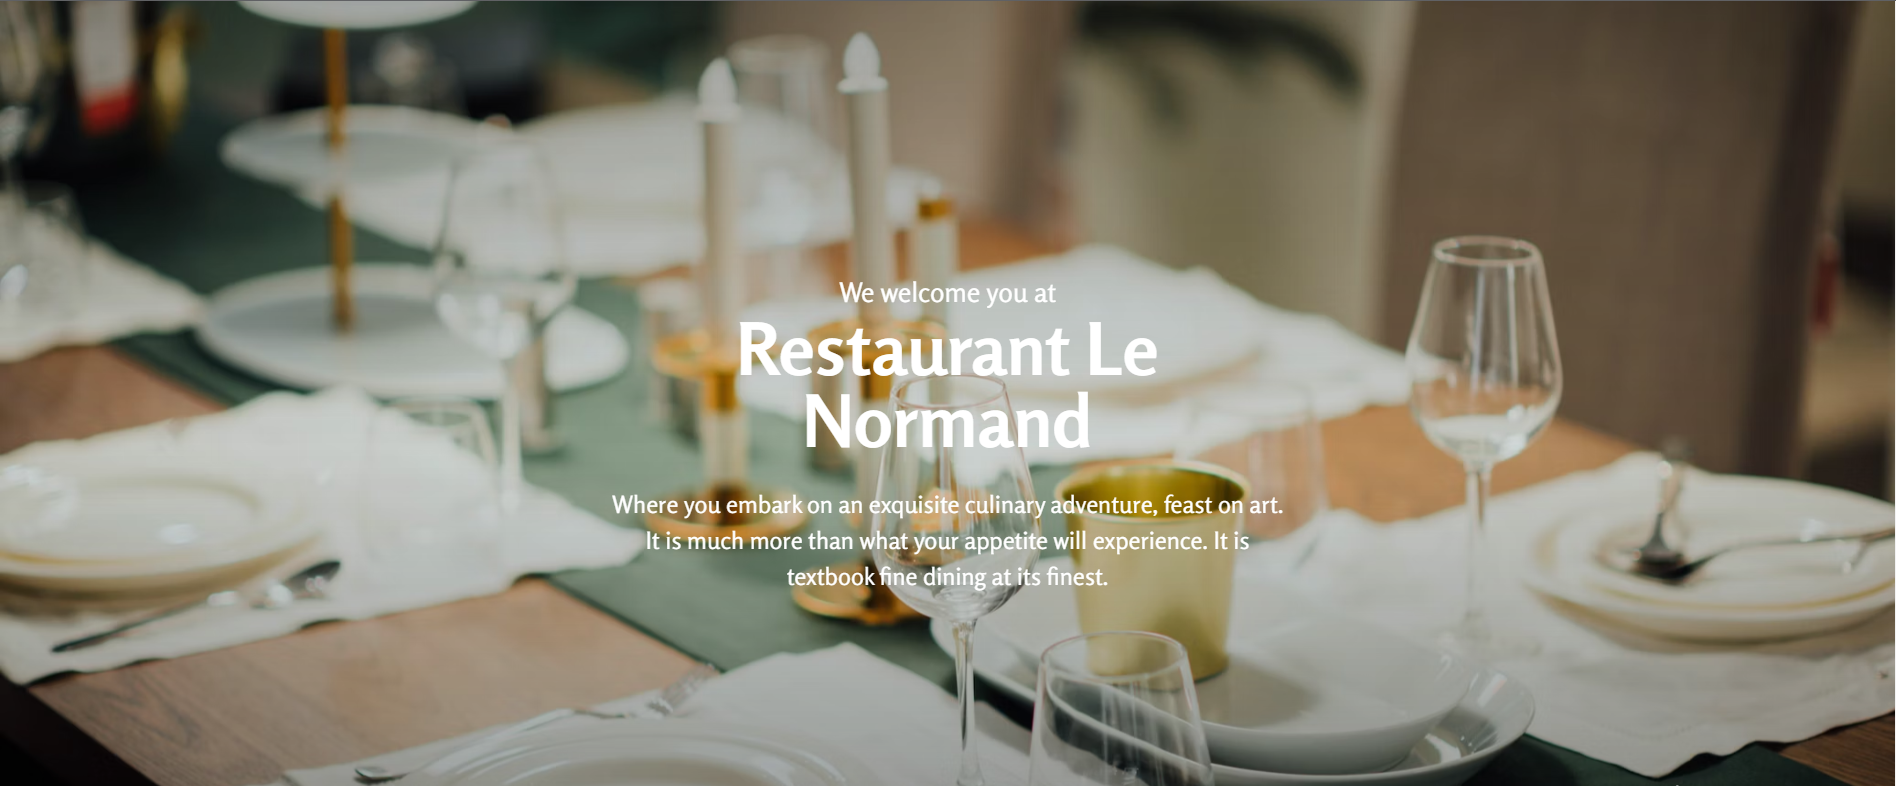 We welcome you at
Restaurant Le
Normand
Where you embark on an exquisite culinary adventure, feast on art.
It is much more than what your appetite will experience. It is
textbook fine dining at its finest.